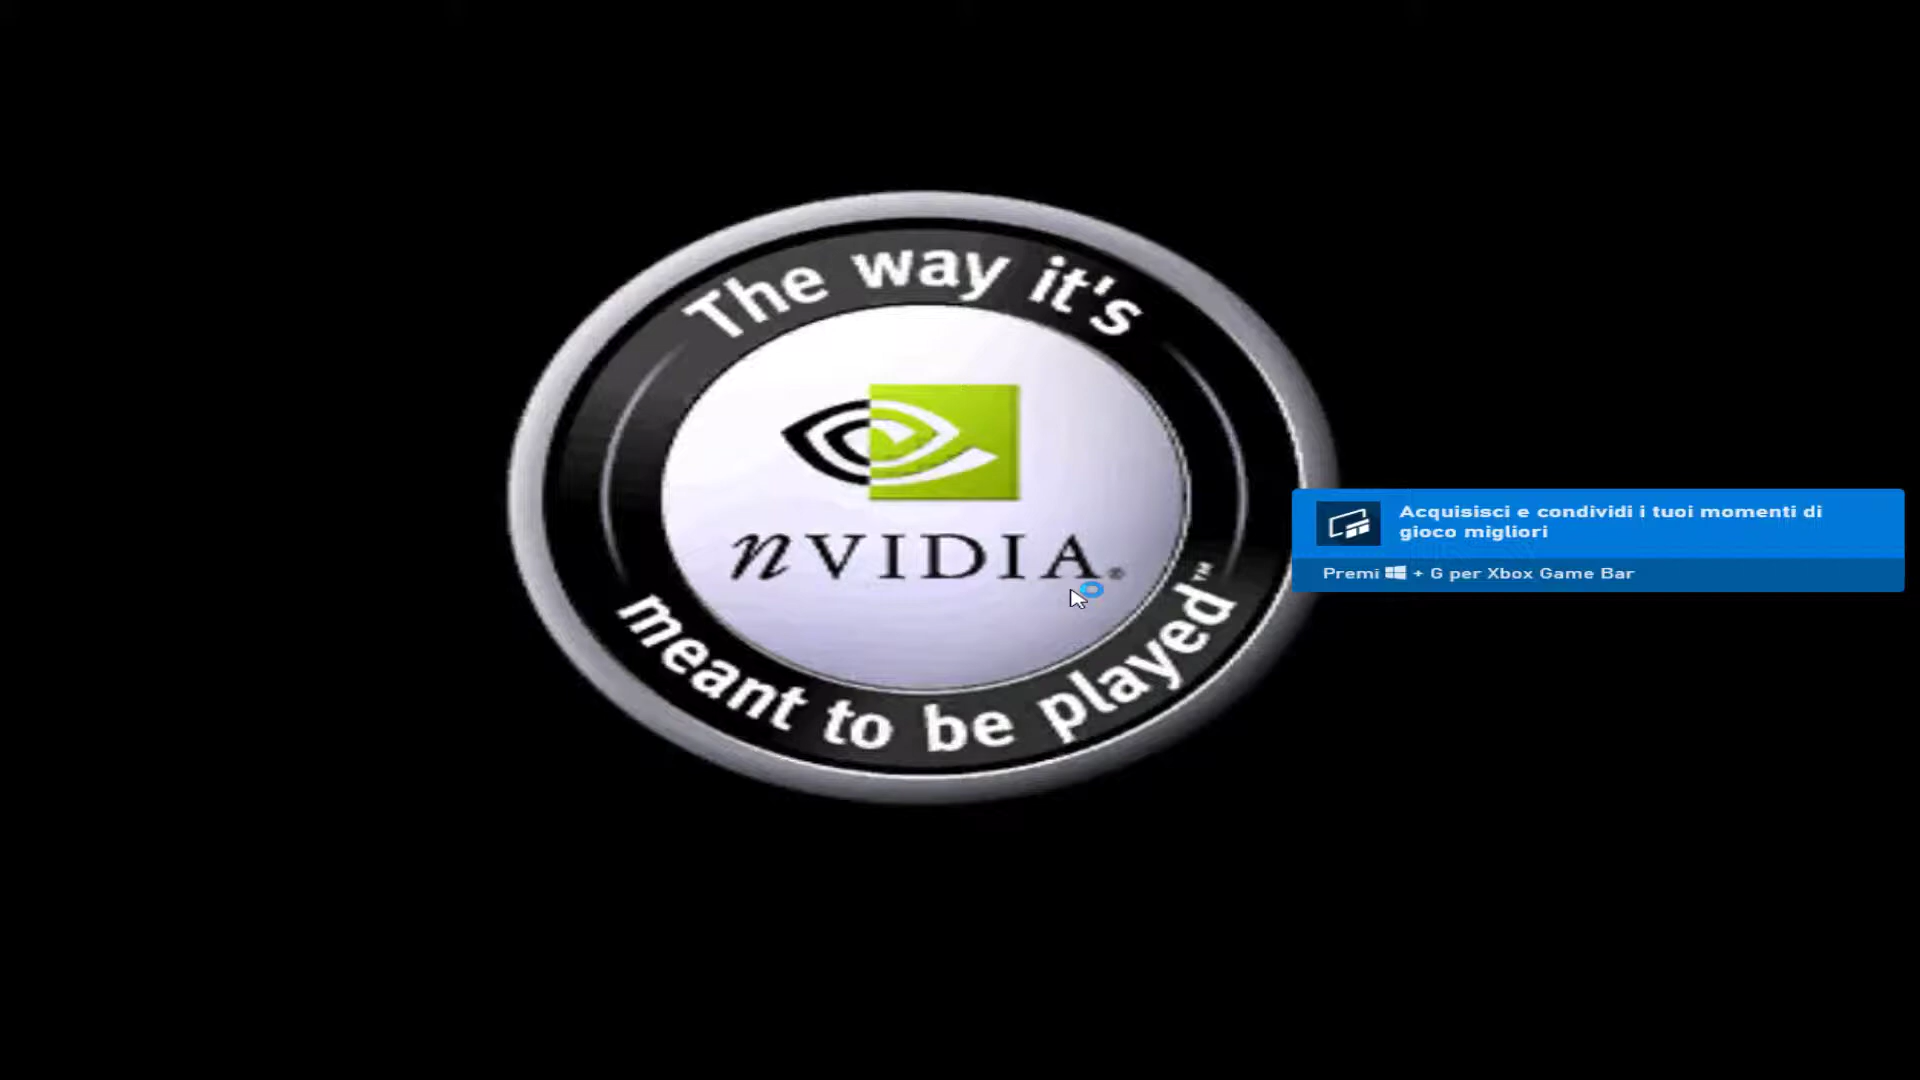 The way it's
nVIDIA.®
meant to be played™
Acquisisci e condividi i tuoi momenti di
gioco migliori
Premi + G per Xbox Game Bar